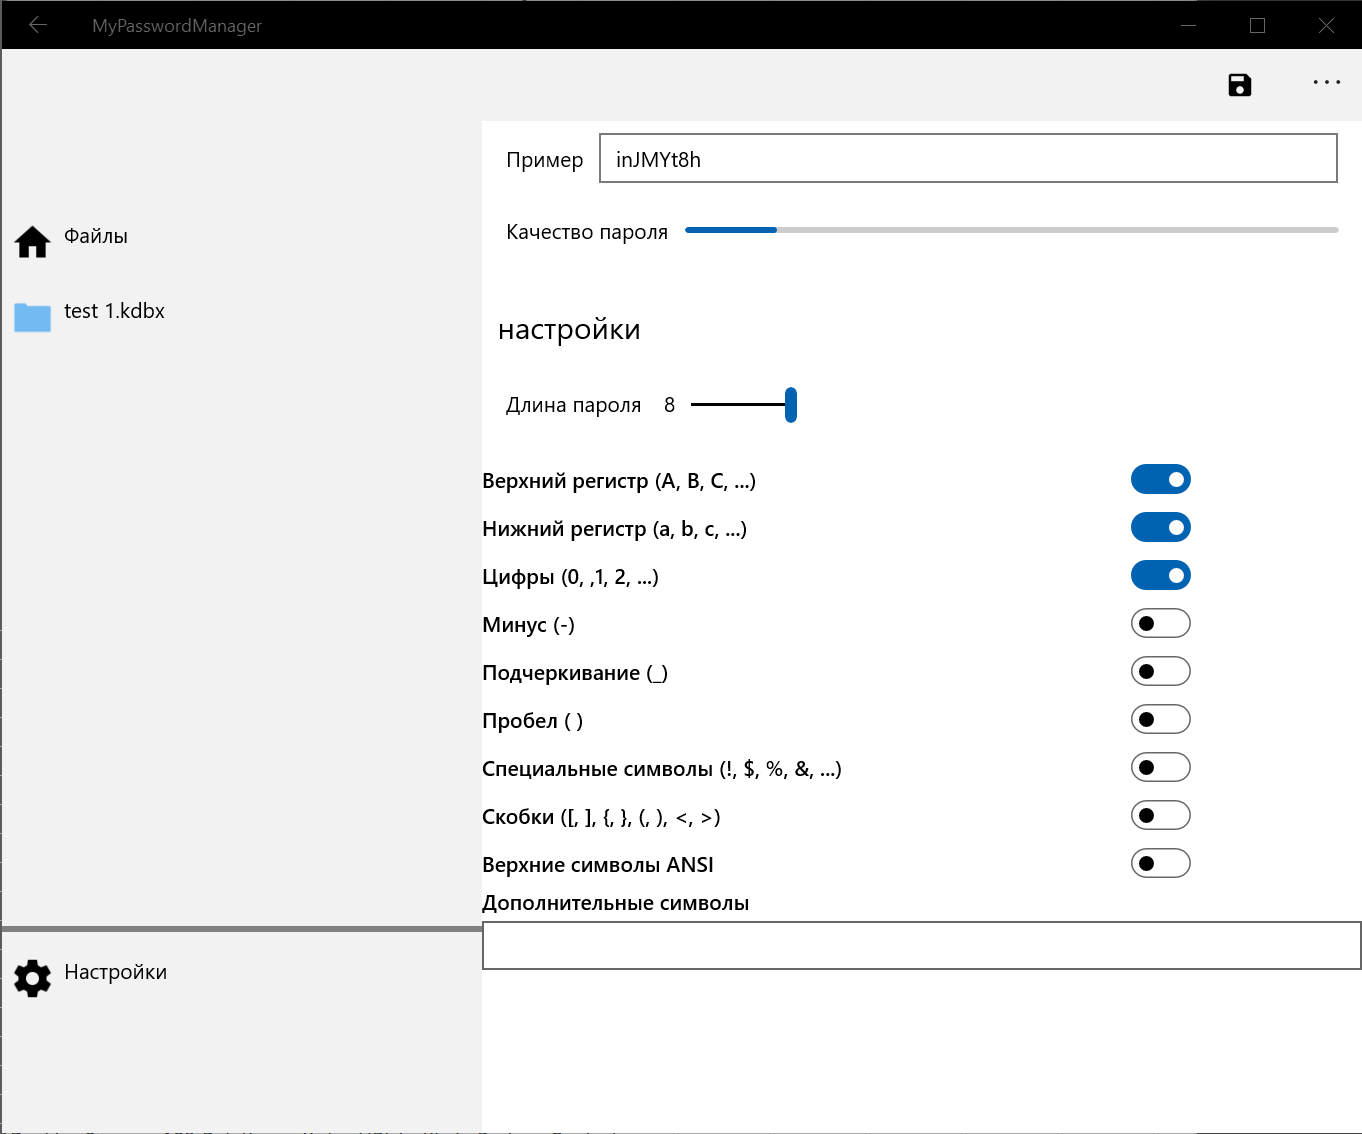 MyPasswordManager
Пример inJMYt8h
Качество пароля
Файлы
test 1.kdbx
настройки
Длина пароля 8
Верхний регистр (A, B, C, ...)
Нижний регистр (a, b, c, ...)
Цифры (0, ,1, 2, ...)
Минус (-)
Подчеркивание (_)
Пробел ( )
Специальные символы (!, $, %, &, ...)
Скобки ([, ], {, }, (, ), <, >)
Верхние символы ANSI
Дополнительные символы
Настройки